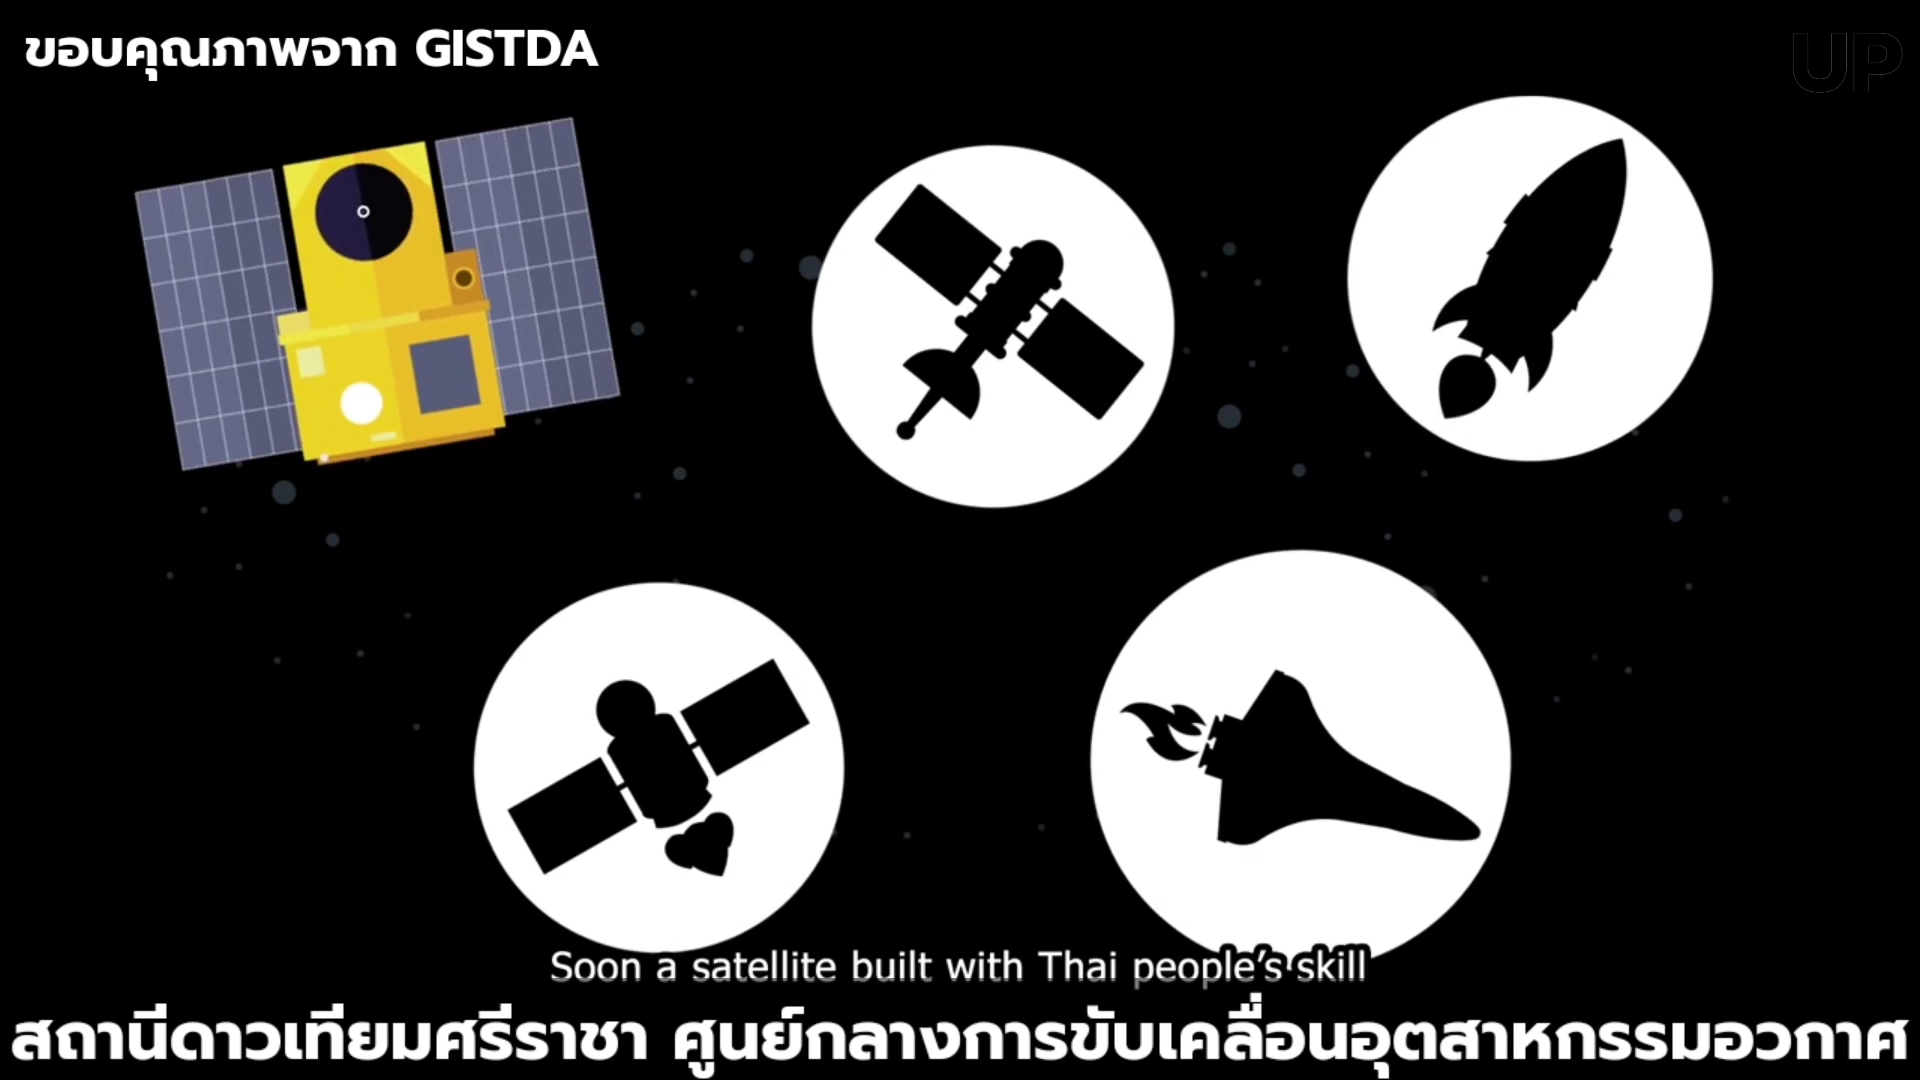 ขอบคุณภาพจาก GISTDA
UP
Soon a satellite built with Thai people's skill
สถานีดาวเทียมศรีราชา ศูนย์กลางการขับเคลื่อนอุตสาหกรรมอวกาศ